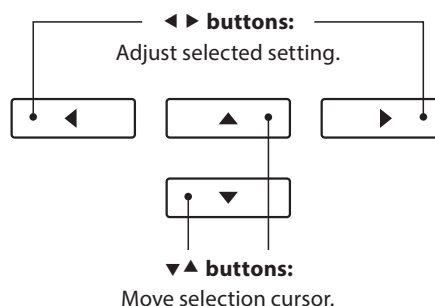 ◀ ▶ buttons:
Adjust selected setting.
▼▲ buttons:
Move selection cursor.